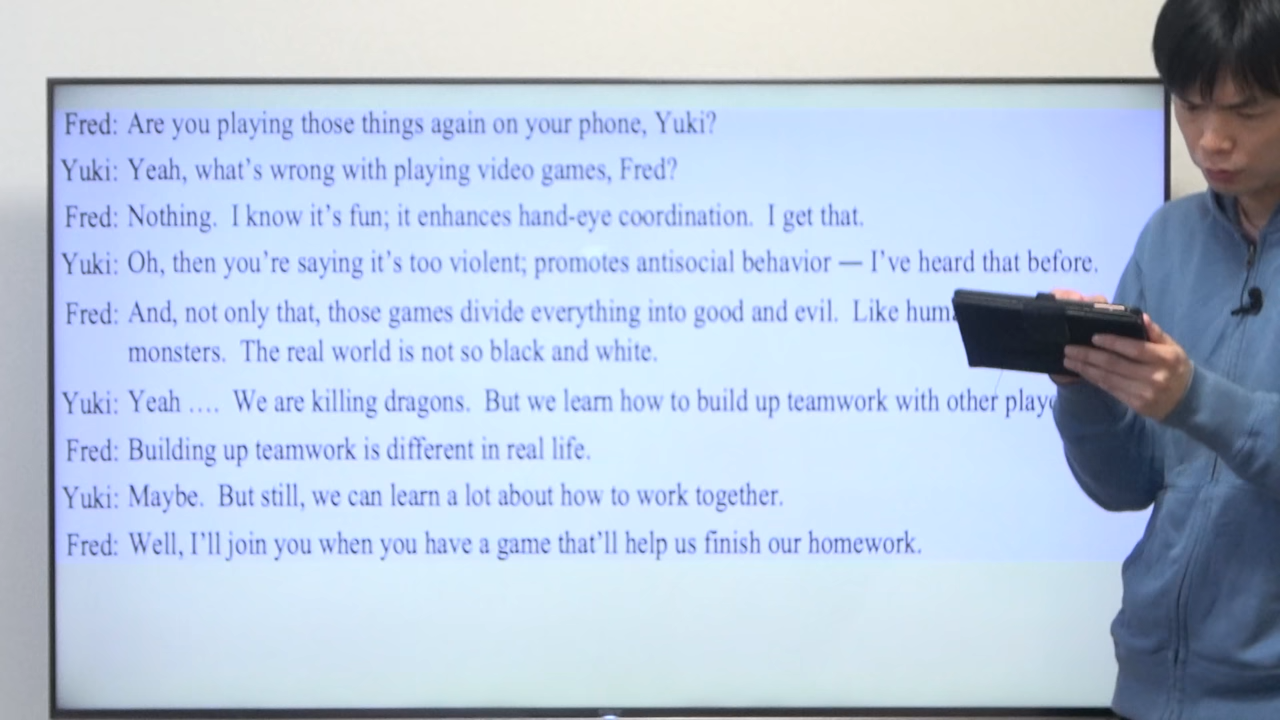 Fred: Are you playing those things again on your phone, Yuki?
Yuki: Yeah, what's wrong with playing video games, Fred?
Fred: Nothing. I know it's fun; it enhances hand-eye coordination. I get that.
Yuki: Oh, then you're saying it's too violent; promotes antisocial behavior — I've heard that before.
Fred: And, not only that, those games divide everything into good and evil. Like
monsters. The real world is not so black and white.
Yuki: Yeah …. We are killing dragons. But we learn how to build up teamwork with other
Fred: Building up teamwork is different in real life.
Yuki: Maybe. But still, we can learn a lot about how to work together.
Fred: Well, I'll join you when you have a game that'll help us finish our homework.